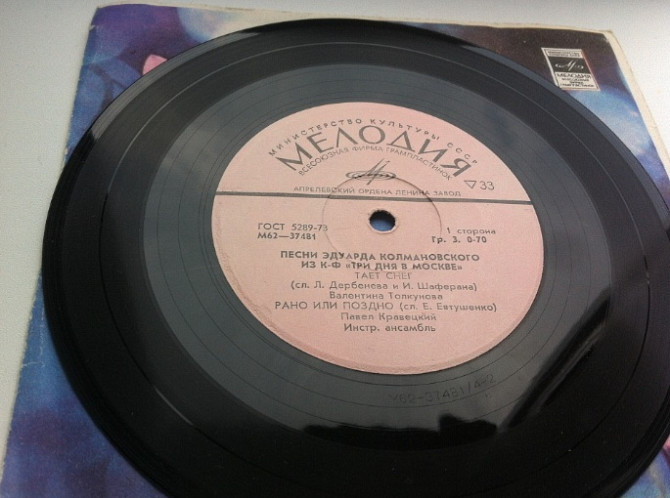 МИНИСТЕРСТВО КУЛЬТУРЫ СССР
МЕЛОДИЯ
ВСЕСОЮЗНАЯ ФИРМА ГРАМПЛАСТИНОК
▽33
АПРЕЛЕВСКИЙ ОРДЕНА ЛЕНИНА ЗАВОД
ГОСТ 5289-73
М62—37481
1 сторона
Гр. 3. 0-70
ПЕСНИ ЭДУАРДА КОЛМАНОВСКОГО
ИЗ К-Ф «ТРИ ДНЯ В МОСКВЕ»
ТАЕТ СНЕГ
(сл. Л. Дербенева и И. Шаферана)
Валентина Толкунова
РАНО ИЛИ ПОЗДНО (сл. Е. Евтушенко)
Павел Кравецкий
Инстр. ансамбль
МЕЛОДИЯ